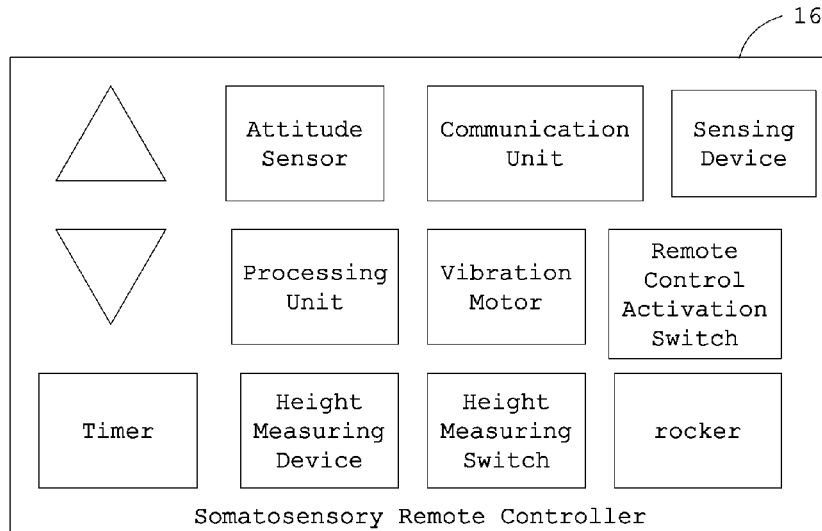 16
Attitude
Sensor
Communication
Unit
Sensing
Device
Processing
Unit
Vibration
Motor
Remote
Control
Activation
Switch
Timer
Height
Measuring
Device
Height
Measuring
Switch
rocker
Somatosensory Remote Controller